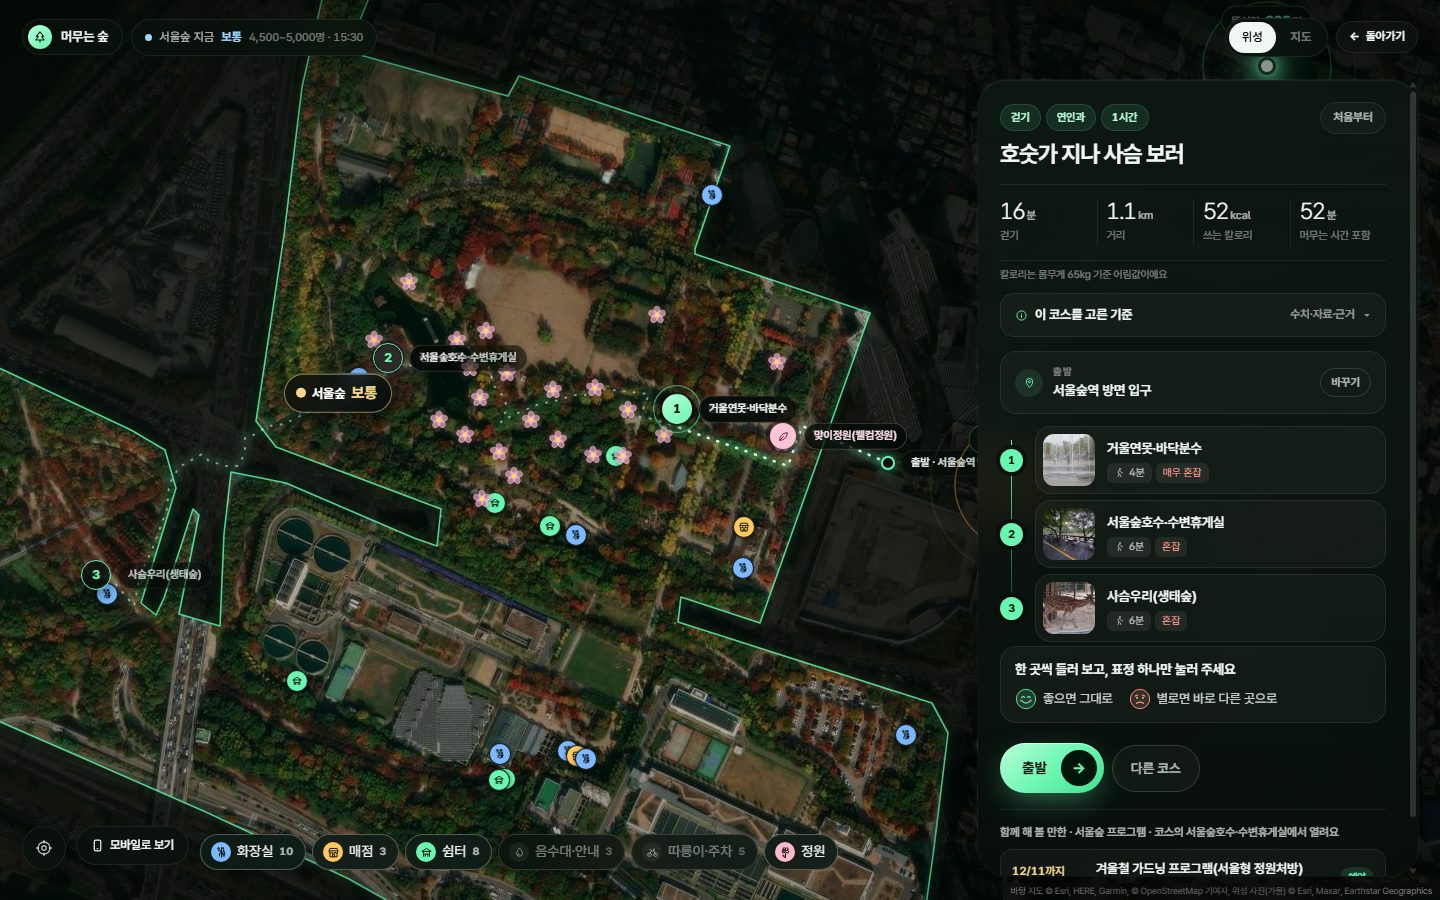 머무는 숲
서울숲 지금 보통 4,500~5,000명 · 15:30
위성 지도
← 돌아가기
걷기 연인과 1시간
처음부터
호숫가 지나 사슴 보러
16분 1.1km 52kcal 52분
걷기 거리 쓰는 칼로리 머무는 시간 포함
칼로리는 몸무게 65kg 기준 어림값이에요
이 코스를 고른 기준
수치·자료·근거
출발
서울숲역 방면 입구
바꾸기
1
거울연못·바닥분수
4분 매우 혼잡
2
서울숲호수·수변휴게실
6분 혼잡
3
사슴우리(생태숲)
6분 혼잡
한 곳씩 들러 보고, 표정 하나만 눌러 주세요
좋으면 그대로 별로면 바로 다른 곳으로
출발 → 다른 코스
함께 해 볼 만한 · 서울숲 프로그램 · 코스의 서울숲호수·수변휴게실에서 열려요
12/11까지
겨울철 가드닝 프로그램(서울형 정원처방)
2
서울숲호수·수변휴게실
서울숲 보통
1
거울연못·바닥분수
맞이정원(웰컴정원)
출발 · 서울숲역
3
사슴우리(생태숲)
모바일로 보기
화장실 10
매점 3
쉼터 8
음수대·안내 3
따릉이·주차 5
정원
바탕 지도 © Esri, HERE, Garmin, © OpenStreetMap 기여자, 위성 사진(가을) © Esri, Maxar, Earthstar Geographics